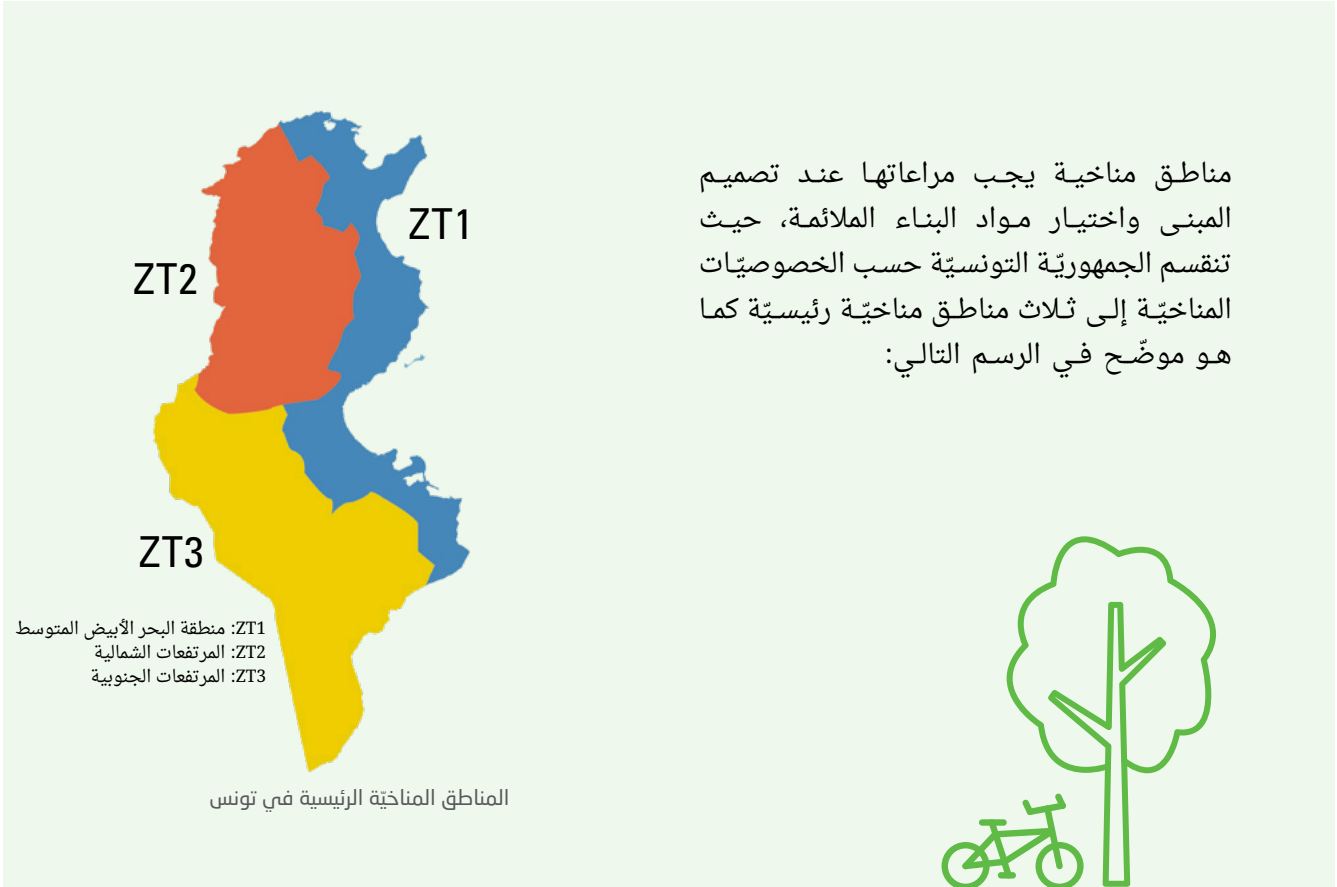 مناطق مناخية يجب مراعاتها عند تصميم
المبنى واختيار مواد البناء الملائمة، حيث
تنقسم الجمهوريّة التونسيّة حسب الخصوصيّات
المناخيّة إلى ثلاث مناطق مناخيّة رئيسيّة كما
هو موضّح في الرسم التالي:
ZT1
ZT2
ZT3
ZT1: منطقة البحر الأبيض المتوسط
ZT2: المرتفعات الشمالية
ZT3: المرتفعات الجنوبية
المناطق المناخيّة الرئيسية في تونس